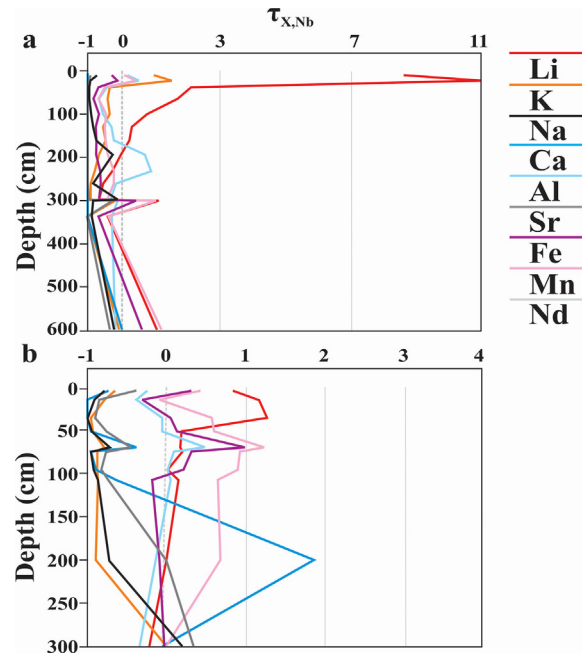 τX,Nb
a
-1 0 3 7 11
0
100
200
300
400
500
600
Depth (cm)
Li
K
Na
Ca
Al
Sr
Fe
Mn
Nd
b
-1 0 1 2 3 4
0
50
100
150
200
250
300
Depth (cm)